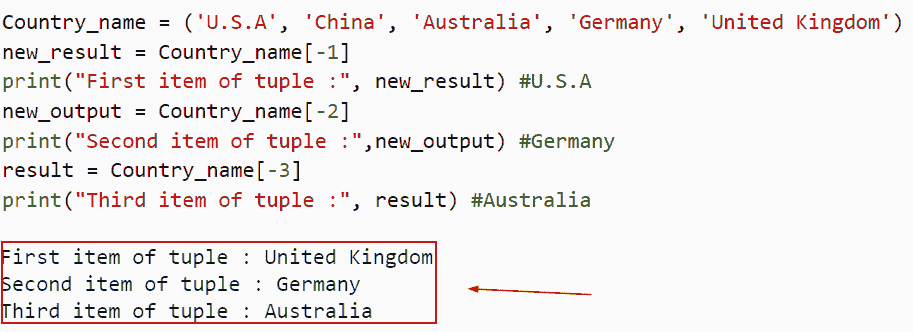 Country_name = ('U.S.A', 'China', 'Australia', 'Germany', 'United Kingdom')
new_result = Country_name[-1]
print("First item of tuple :", new_result) #U.S.A
new_output = Country_name[-2]
print("Second item of tuple :",new_output) #Germany
result = Country_name[-3]
print("Third item of tuple :", result) #Australia
First item of tuple : United Kingdom
Second item of tuple : Germany
Third item of tuple : Australia